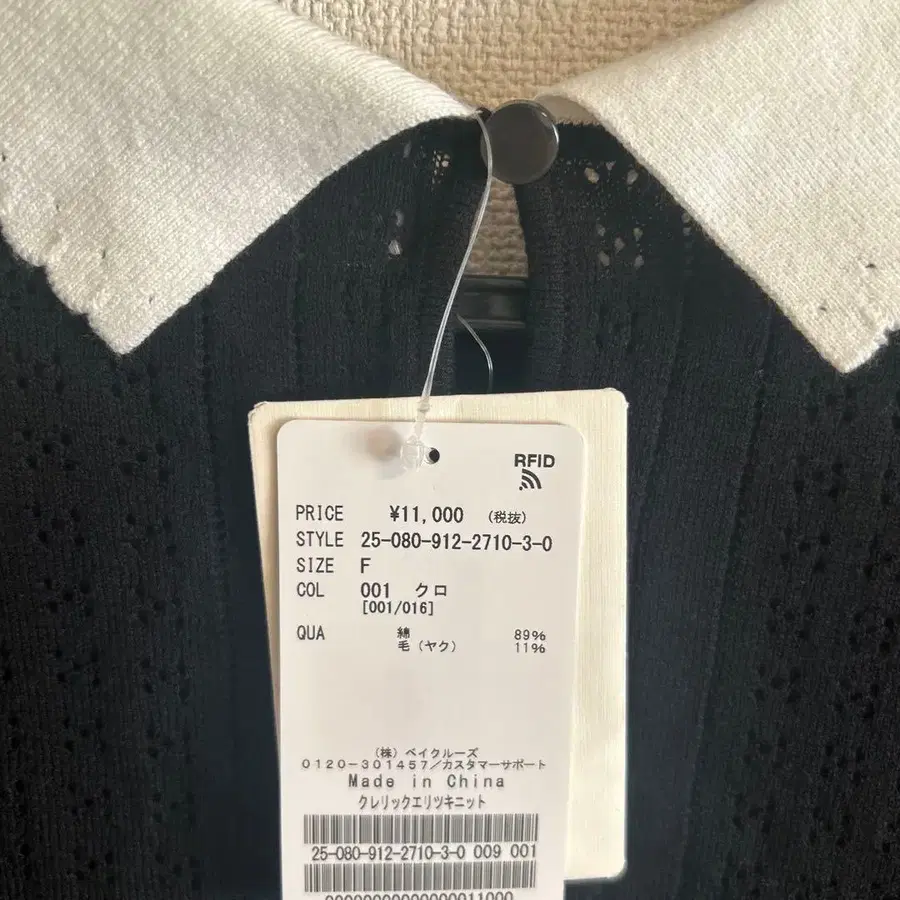 RFID
PRICE ¥11,000 (税抜)
STYLE 25-080-912-2710-3-0
SIZE F
COL 001 クロ
[001/016]
QUA 綿 89%
毛(ヤク) 11%
(株)ベイクルーズ
0120-301457/カスタマーサポート
Made in China
クレリックエリツキニット
25-080-912-2710-3-0 009 001